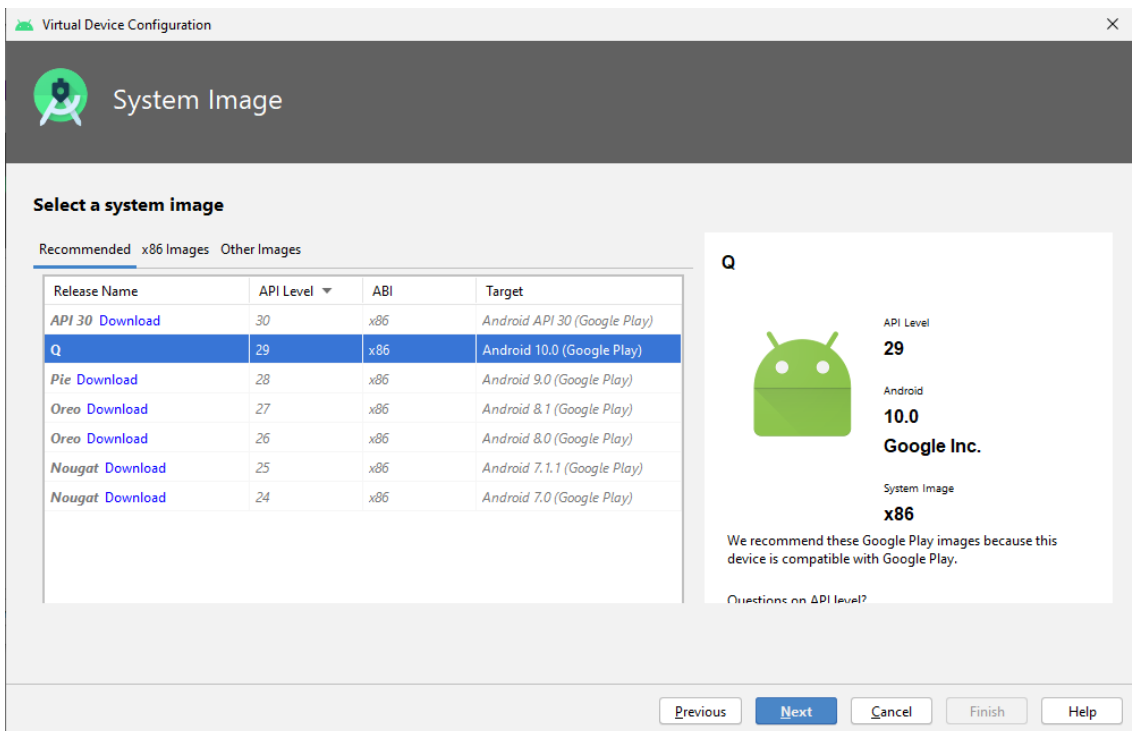 Virtual Device Configuration
System Image
Select a system image
Recommended x86 Images Other Images
Release Name API Level ABI Target
API 30 Download 30 x86 Android API 30 (Google Play)
Q 29 x86 Android 10.0 (Google Play)
Pie Download 28 x86 Android 9.0 (Google Play)
Oreo Download 27 x86 Android 8.1 (Google Play)
Oreo Download 26 x86 Android 8.0 (Google Play)
Nougat Download 25 x86 Android 7.1.1 (Google Play)
Nougat Download 24 x86 Android 7.0 (Google Play)
Q
API Level
29
Android
10.0
Google Inc.
System Image
x86
We recommend these Google Play images because this
device is compatible with Google Play.
Questions on API level?
Previous Next Cancel Finish Help